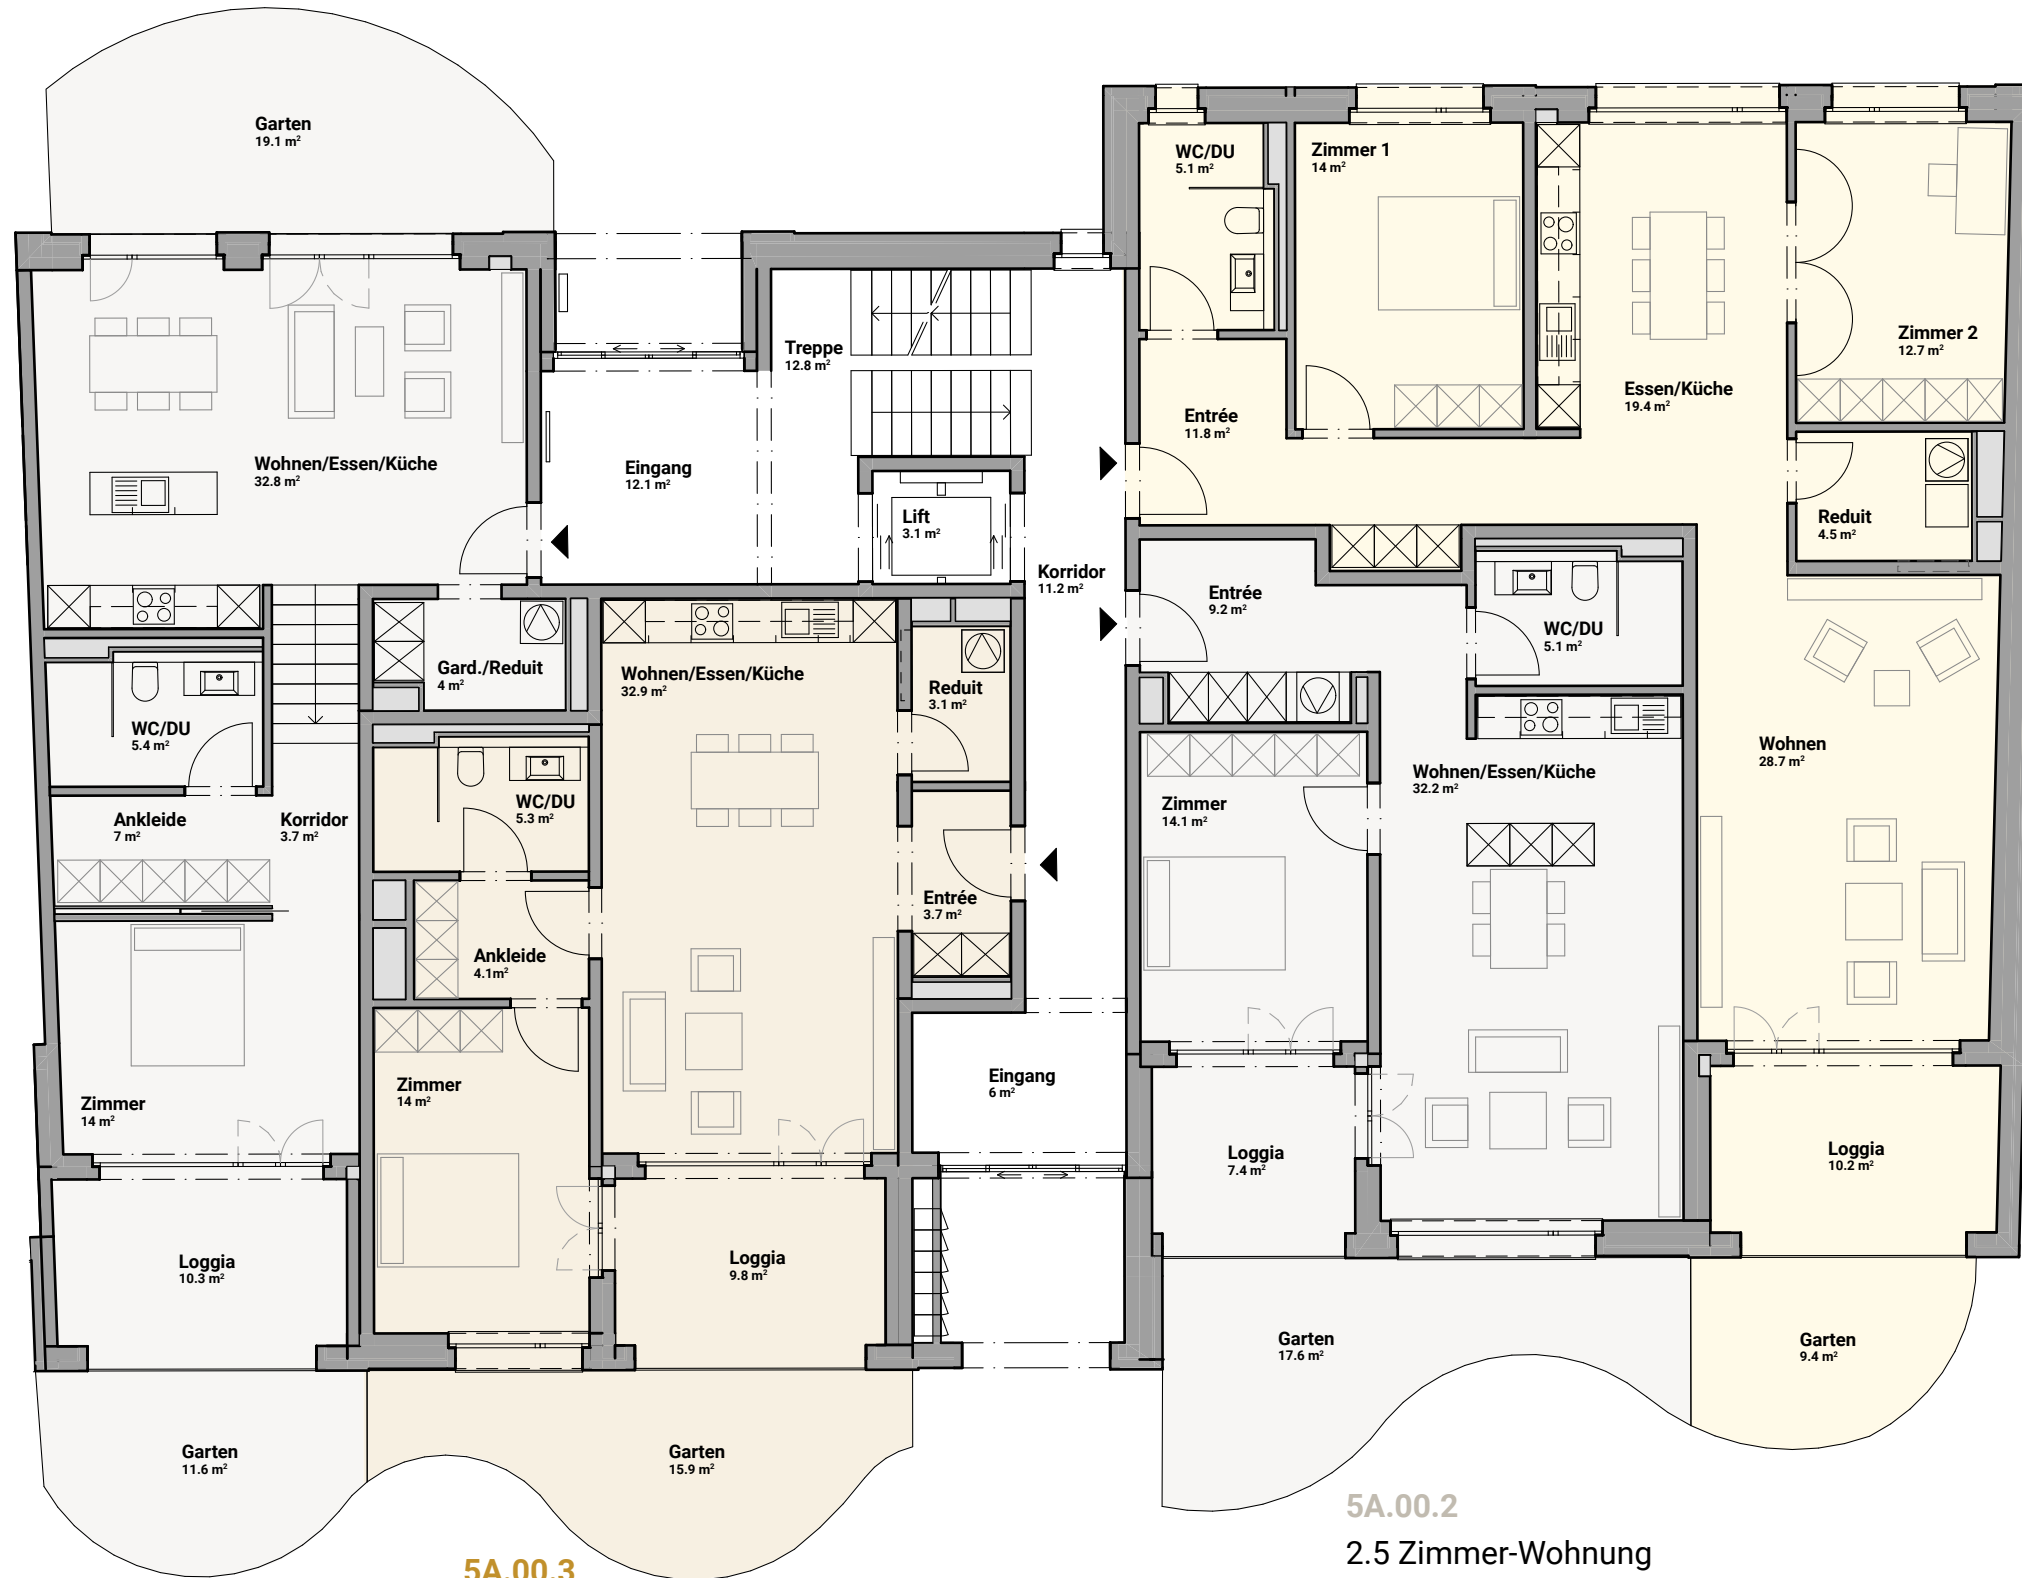 Garten
19.1 m²
WC/DU
5.1 m²
Zimmer 1
14 m²
Zimmer 2
12.7 m²
Treppe
12.8 m²
Essen/Küche
19.4 m²
Entrée
11.8 m²
Wohnen/Essen/Küche
32.8 m²
Eingang
12.1 m²
Lift
3.1 m²
Reduit
4.5 m²
Korridor
11.2 m²
Entrée
9.2 m²
WC/DU
5.1 m²
Gard./Reduit
4 m²
Wohnen/Essen/Küche
32.9 m²
Reduit
3.1 m²
WC/DU
5.4 m²
Wohnen
28.7 m²
Wohnen/Essen/Küche
32.2 m²
WC/DU
5.3 m²
Zimmer
14.1 m²
Ankleide
7 m²
Korridor
3.7 m²
Entrée
3.7 m²
Ankleide
4.1m²
Zimmer
14 m²
Eingang
6 m²
Zimmer
14 m²
Loggia
7.4 m²
Loggia
10.2 m²
Loggia
10.3 m²
Loggia
9.8 m²
Garten
17.6 m²
Garten
9.4 m²
Garten
11.6 m²
Garten
15.9 m²
5A.00.2
2.5 Zimmer-Wohnung
5A.00.3